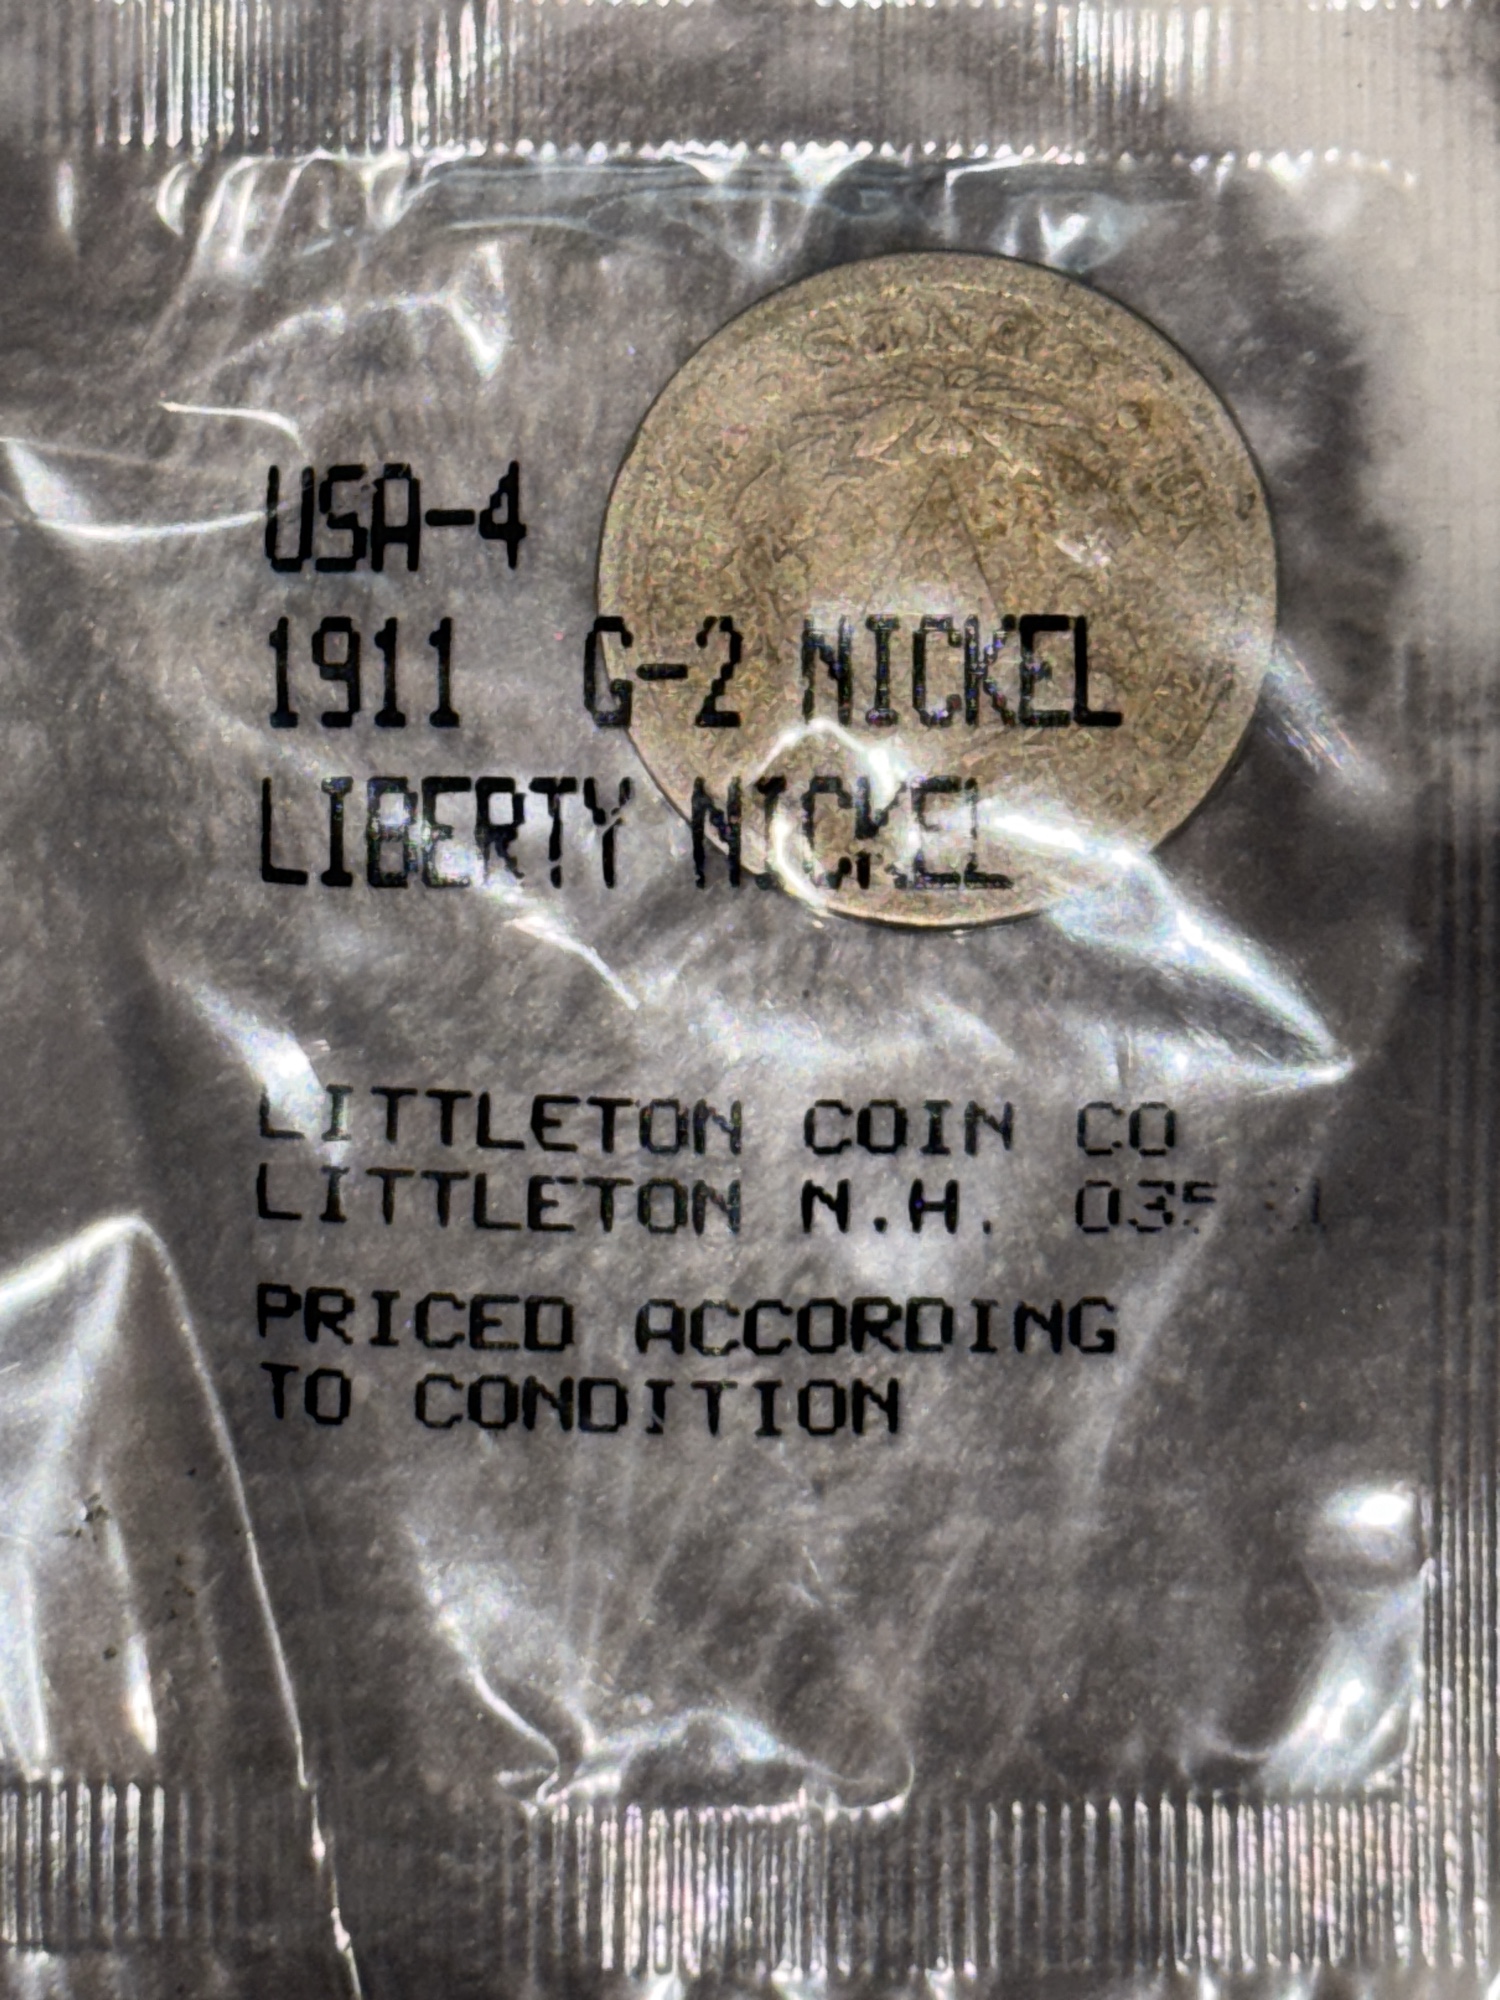 USA-4
1911 G-2 NICKEL
LIBERTY NICKEL
LITTLETON COIN CO
LITTLETON N.H.
PRICED ACCORDING
TO CONDITION